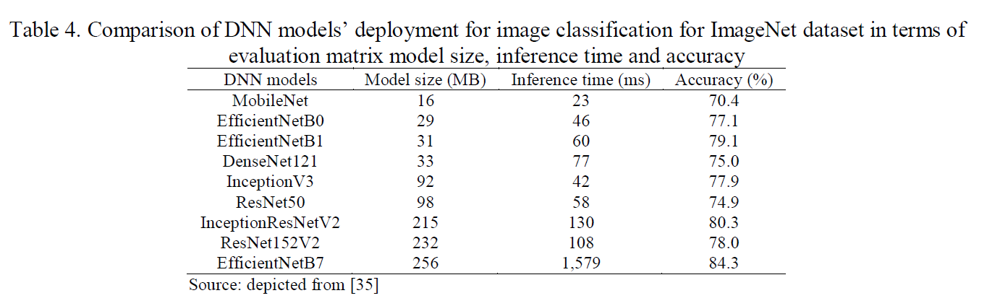 Table 4. Comparison of DNN models’ deployment for image classification for ImageNet dataset in terms of
evaluation matrix model size, inference time and accuracy
DNN models Model size (MB) Inference time (ms) Accuracy (%)
MobileNet 16 23 70.4
EfficientNetB0 29 46 77.1
EfficientNetB1 31 60 79.1
DenseNet121 33 77 75.0
InceptionV3 92 42 77.9
ResNet50 98 58 74.9
InceptionResNetV2 215 130 80.3
ResNet152V2 232 108 78.0
EfficientNetB7 256 1,579 84.3
Source: depicted from [35]